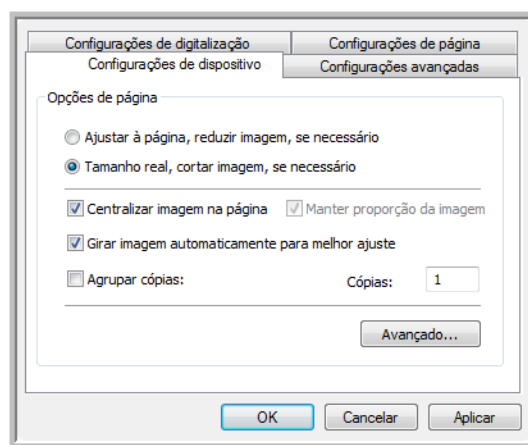 Configurações de digitalização
Configurações de página
Configurações de dispositivo
Configurações avançadas
Opções de página
Ajustar à página, reduzir imagem, se necessário
Tamanho real, cortar imagem, se necessário
Centralizar imagem na página
Manter proporção da imagem
Girar imagem automaticamente para melhor ajuste
Agrupar cópias:
Cópias:
1
Avançado...
OK
Cancelar
Aplicar